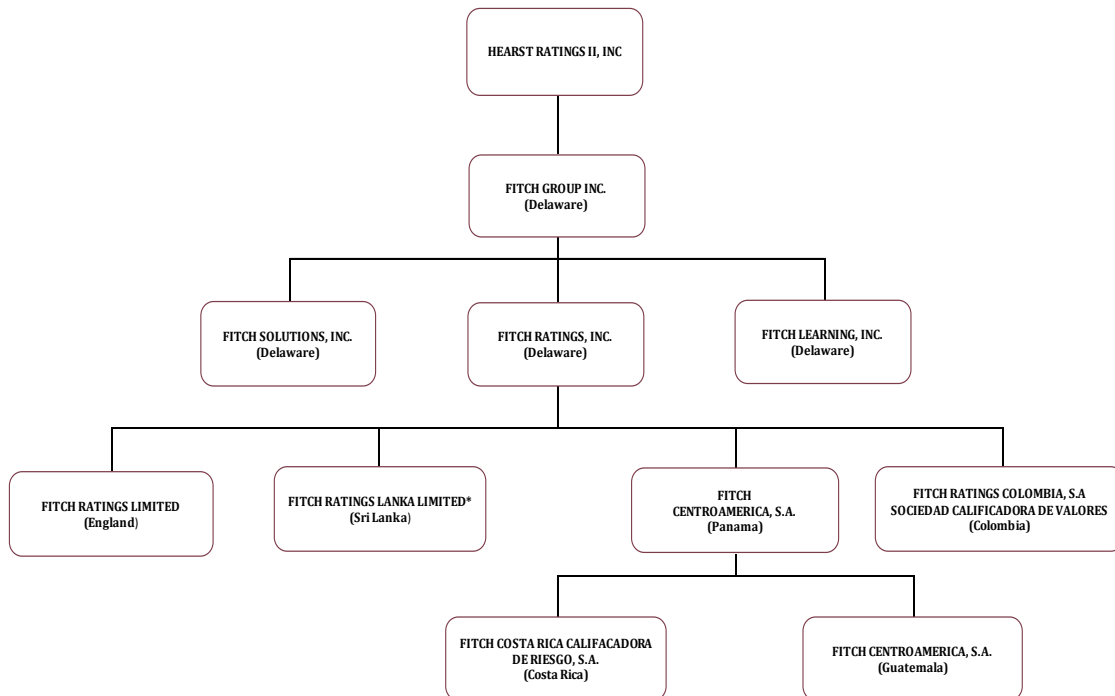 HEARST RATINGS II, INC
FITCH GROUP INC.
(Delaware)
FITCH SOLUTIONS, INC.
(Delaware)
FITCH RATINGS, INC.
(Delaware)
FITCH LEARNING, INC.
(Delaware)
FITCH RATINGS LIMITED
(England)
FITCH RATINGS LANKA LIMITED*
(Sri Lanka)
FITCH
CENTROAMERICA, S.A.
(Panama)
FITCH RATINGS COLOMBIA, S.A
SOCIEDAD CALIFICADORA DE VALORES
(Colombia)
FITCH COSTA RICA CALIFACADORA
DE RIESGO, S.A.
(Costa Rica)
FITCH CENTROAMERICA, S.A.
(Guatemala)